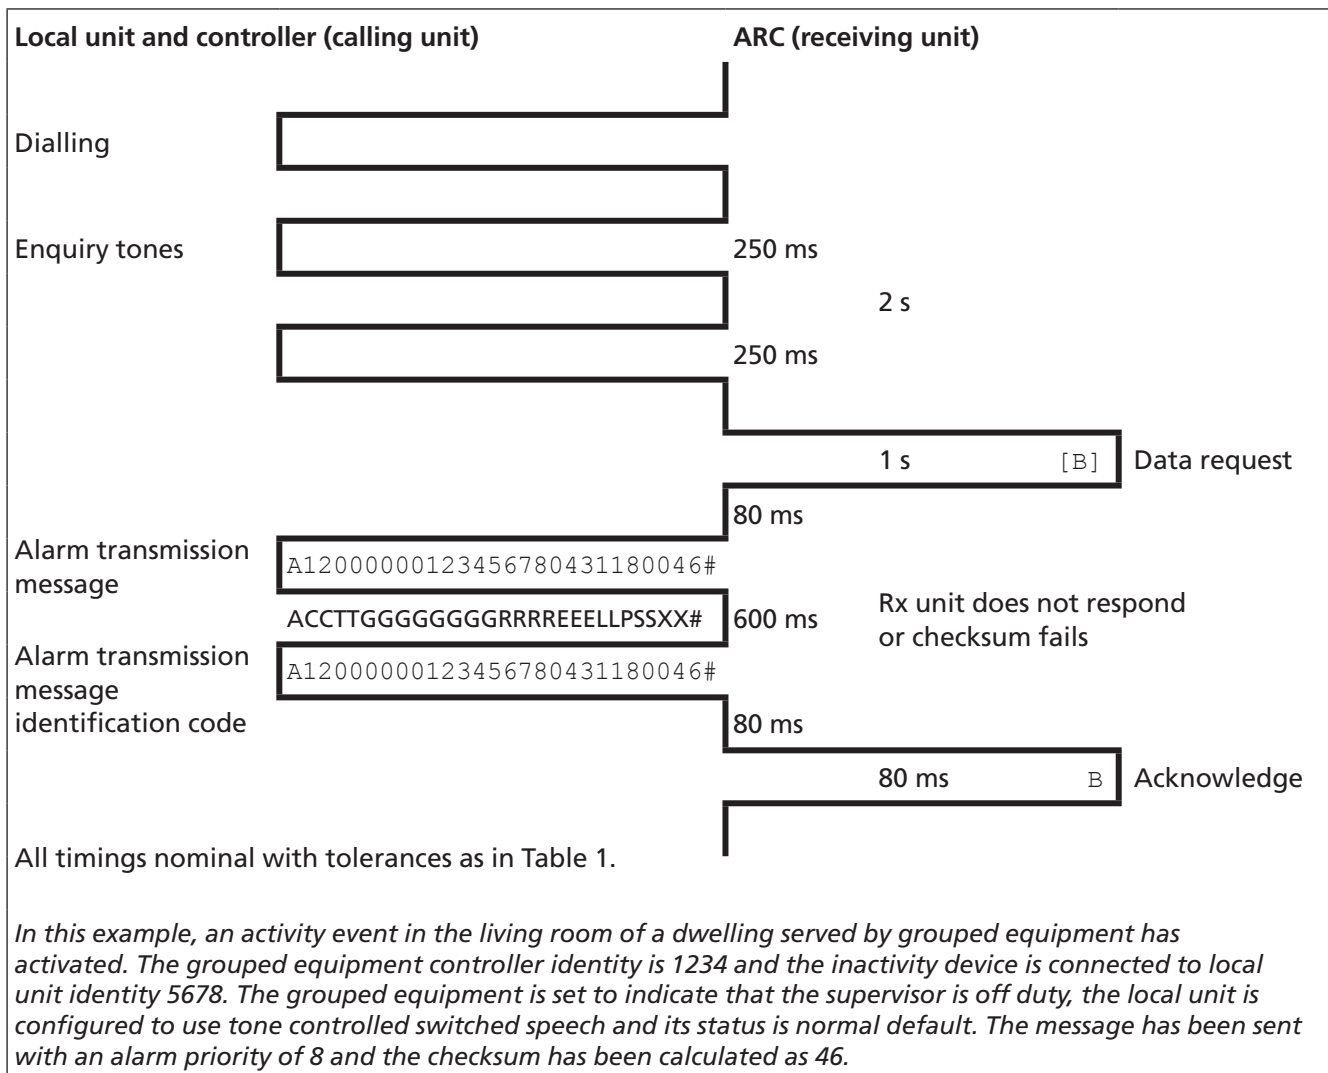 Local unit and controller (calling unit) ARC (receiving unit)
Dialling
Enquiry tones 250 ms
2 s
250 ms
1 s [B] Data request
80 ms
Alarm transmission
message
A120000001234567804311 80046#
ACCTTGGGGGGGGRRRREEELLPSSXX# 600 ms
Rx unit does not respond
or checksum fails
Alarm transmission
message
identification code
A12000000123456780431180046#
80 ms
80 ms B Acknowledge
All timings nominal with tolerances as in Table 1.
In this example, an activity event in the living room of a dwelling served by grouped equipment has
activated. The grouped equipment controller identity is 1234 and the inactivity device is connected to local
unit identity 5678. The grouped equipment is set to indicate that the supervisor is off duty, the local unit is
configured to use tone controlled switched speech and its status is normal default. The message has been sent
with an alarm priority of 8 and the checksum has been calculated as 46.